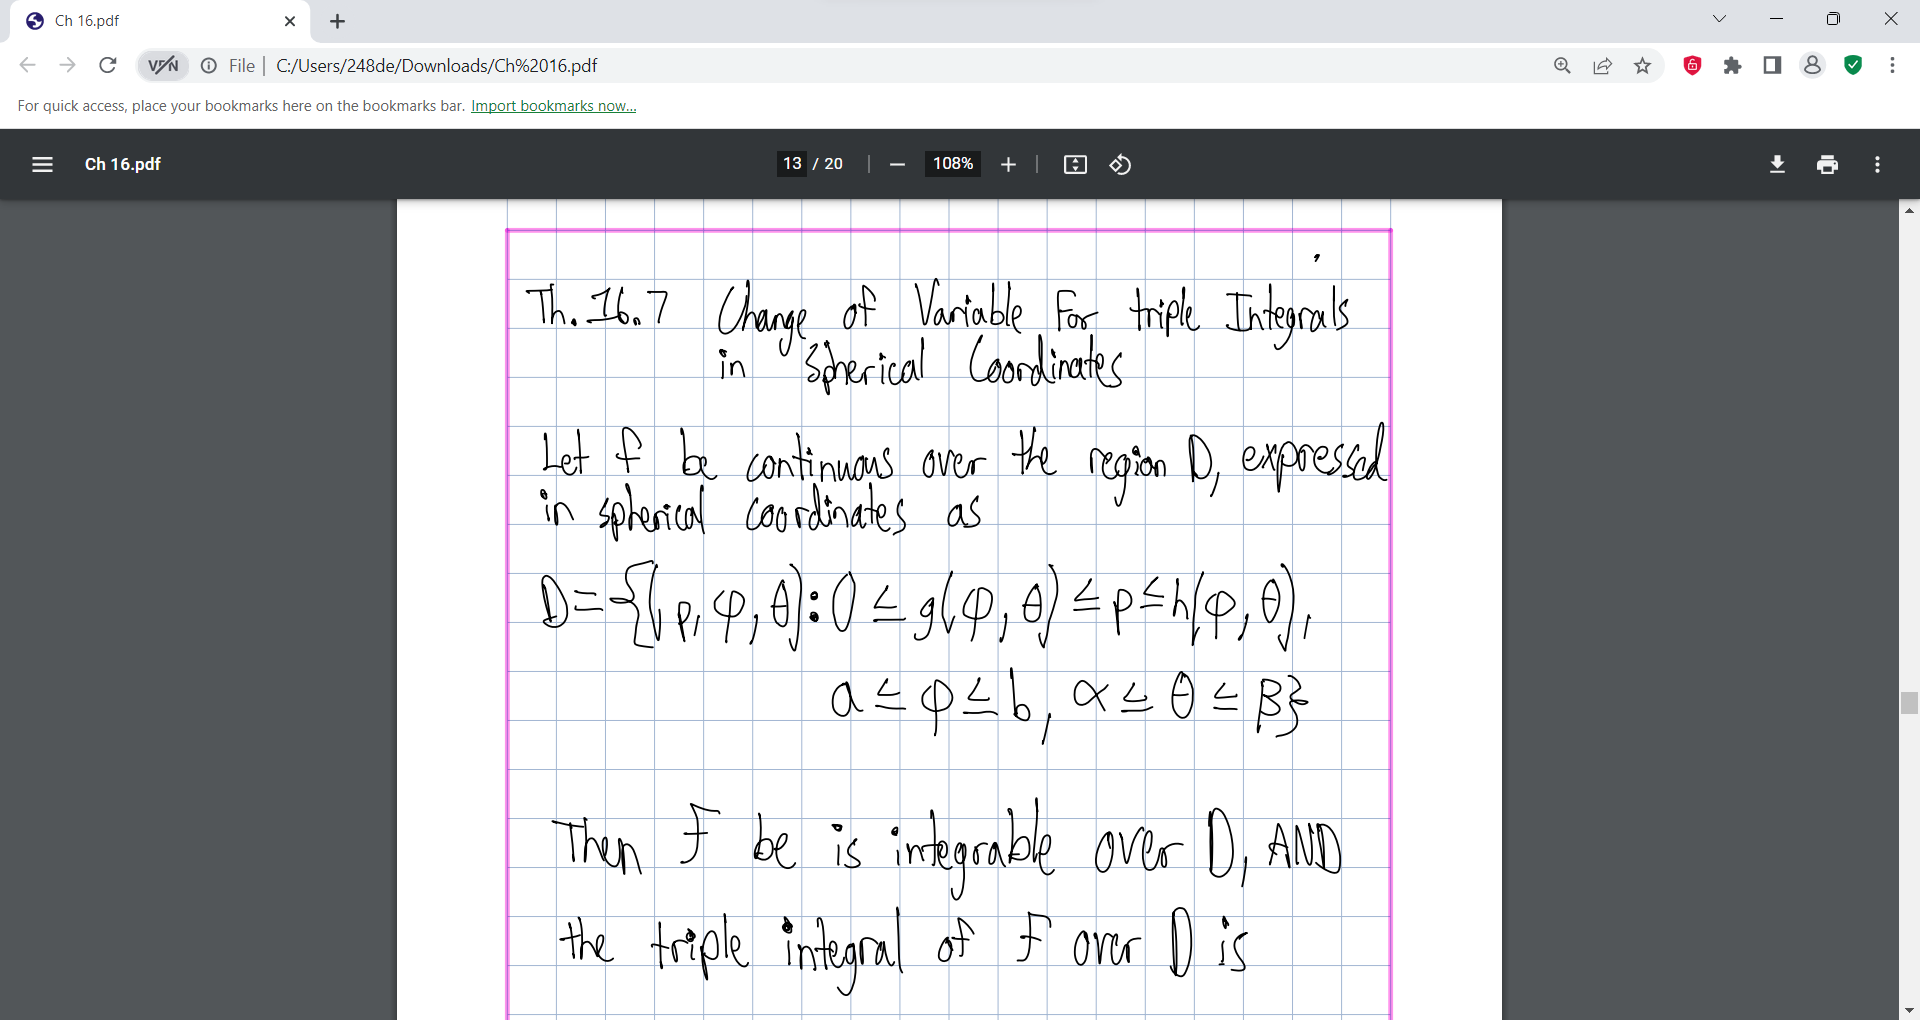 Ch 16.pdf
VPN File C:/Users/248de/Downloads/Ch%2016.pdf
For quick access, place your bookmarks here on the bookmarks bar. Import bookmarks now...
Ch 16.pdf 13 / 20 108%
Th. 16.7 Change of Variable For triple Integrals
in Spherical Coordinates
Let f be continuous over the region D, expressed
in spherical coordinates as
D={(p, φ, θ): 0 ≤ g(φ, θ) ≤ p ≤ h(φ, θ),
a ≤ φ ≤ b, α ≤ θ ≤ β}
Then f be is integrable over D, AND
the triple integral of f over D is